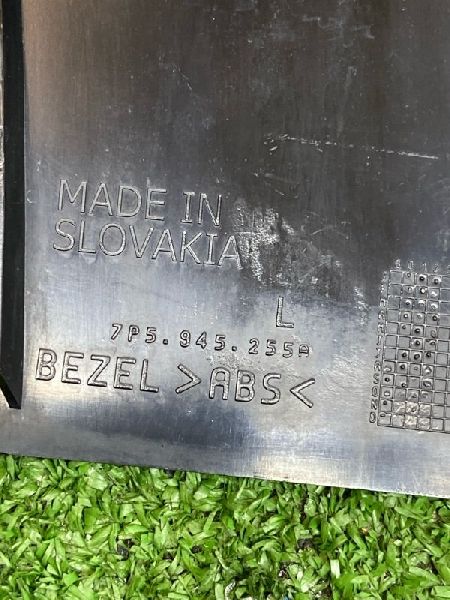 MADE IN
SLOVAKIA
L
7P5.945.255A
BEZEL >ABS<